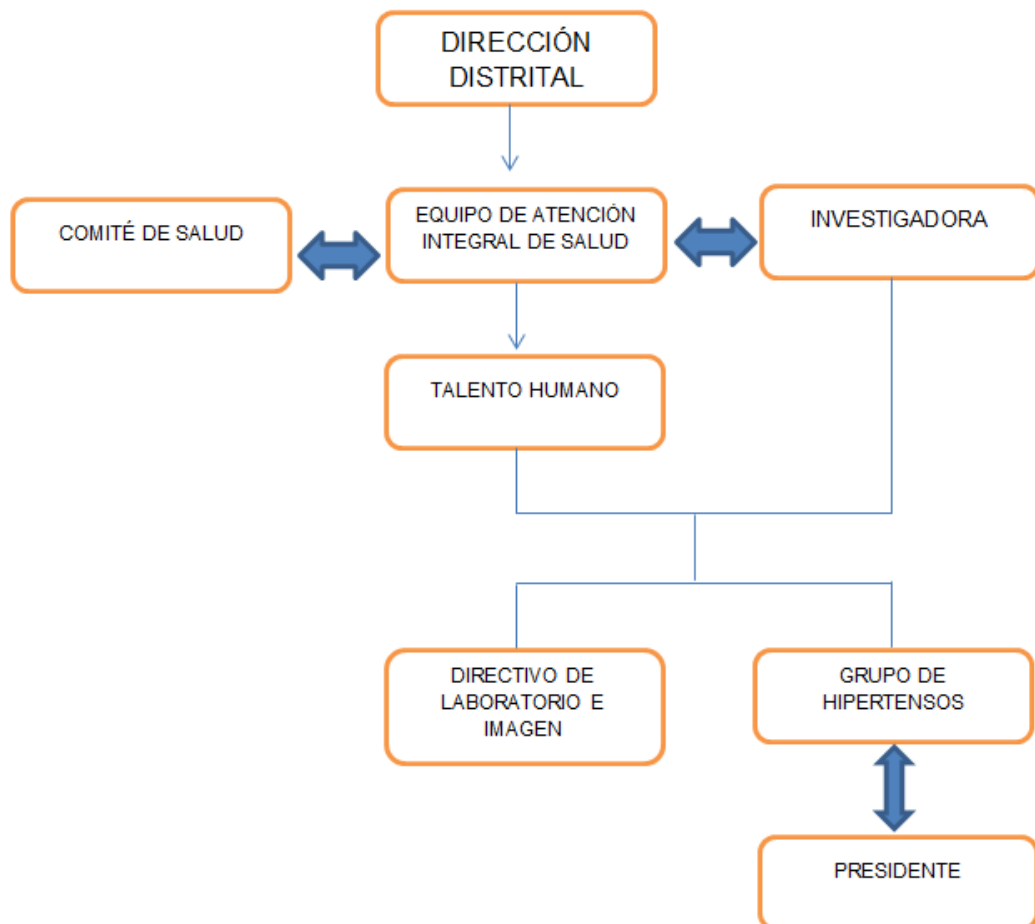 DIRECCIÓN
DISTRITAL
COMITÉ DE SALUD
EQUIPO DE ATENCIÓN
INTEGRAL DE SALUD
INVESTIGADORA
TALENTO HUMANO
DIRECTIVO DE
LABORATORIO E
IMAGEN
GRUPO DE
HIPERTENSOS
PRESIDENTE